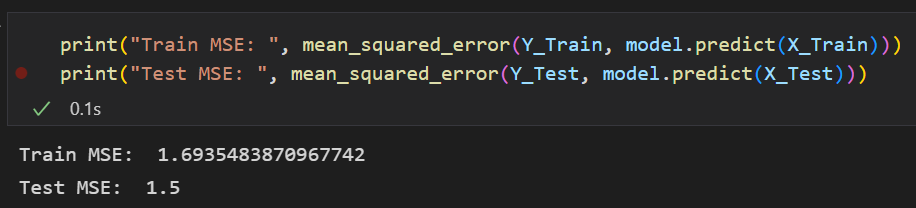 print("Train MSE: ", mean_squared_error(Y_Train, model.predict(X_Train)))
print("Test MSE: ", mean_squared_error(Y_Test, model.predict(X_Test)))
0.1s
Train MSE:  1.6935483870967742
Test MSE:  1.5